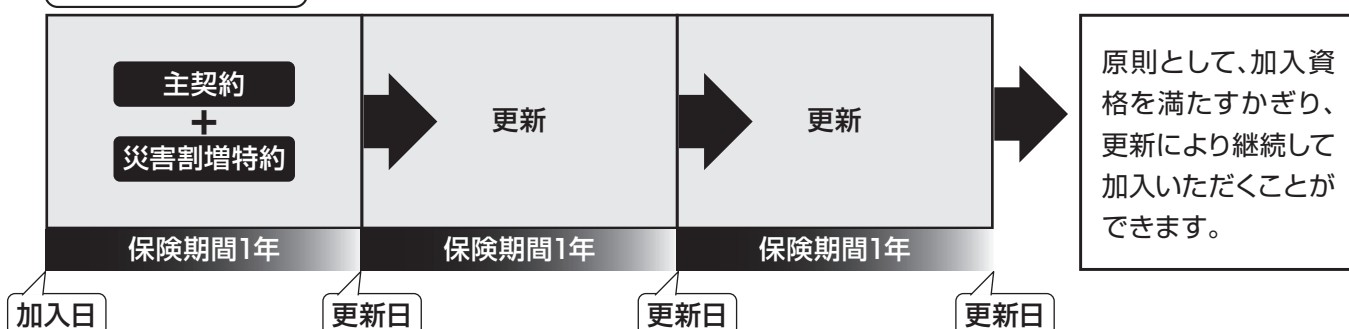 主契約
+
災害割増特約
更新
更新
原則として、加入資
格を満たすかぎり、
更新により継続して
加入いただくことが
できます。
保険期間1年
保険期間1年
保険期間1年
加入日
更新日
更新日
更新日